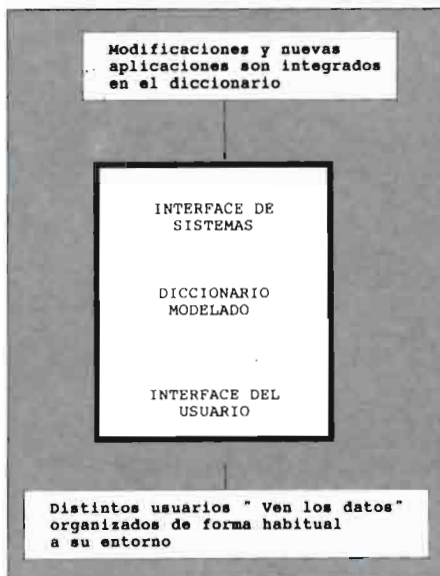 Modificaciones y nuevas
aplicaciones son integrados
en el diccionario
INTERFACE DE
SISTEMAS
DICCIONARIO
MODELADO
INTERFACE DEL
USUARIO
Distintos usuarios " Ven los datos"
organizados de forma habitual
a su entorno